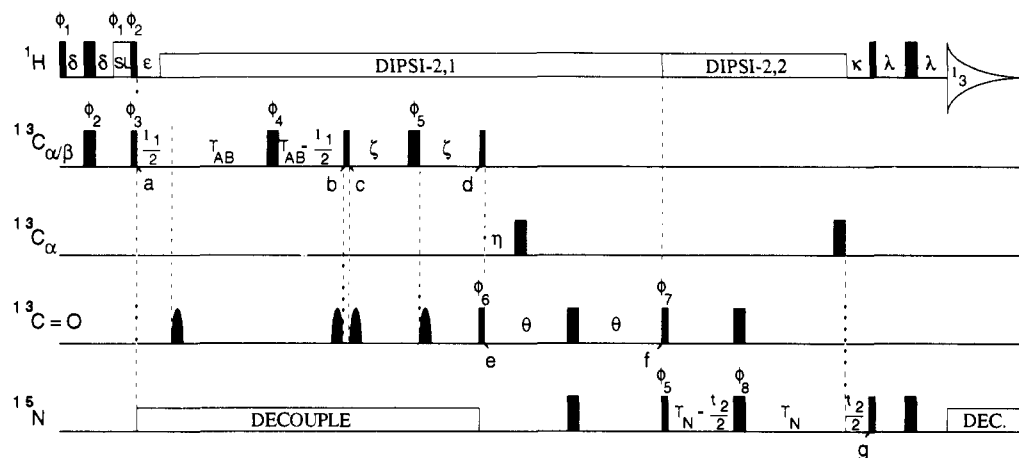 ϕ1 ϕ1 ϕ2
1H δ δ SL ε DIPSI-2,1 DIPSI-2,2 κ λ λ t3
ϕ2 ϕ3 ϕ4 ϕ5
13Cα/β t1/2 TAB TAB - t1/2 ζ ζ
a b c d
13Cα η
ϕ6 ϕ7
13C=O θ θ
e f
ϕ5 ϕ8
15N DECOUPLE TN - t2/2 TN t2/2 DEC.
g